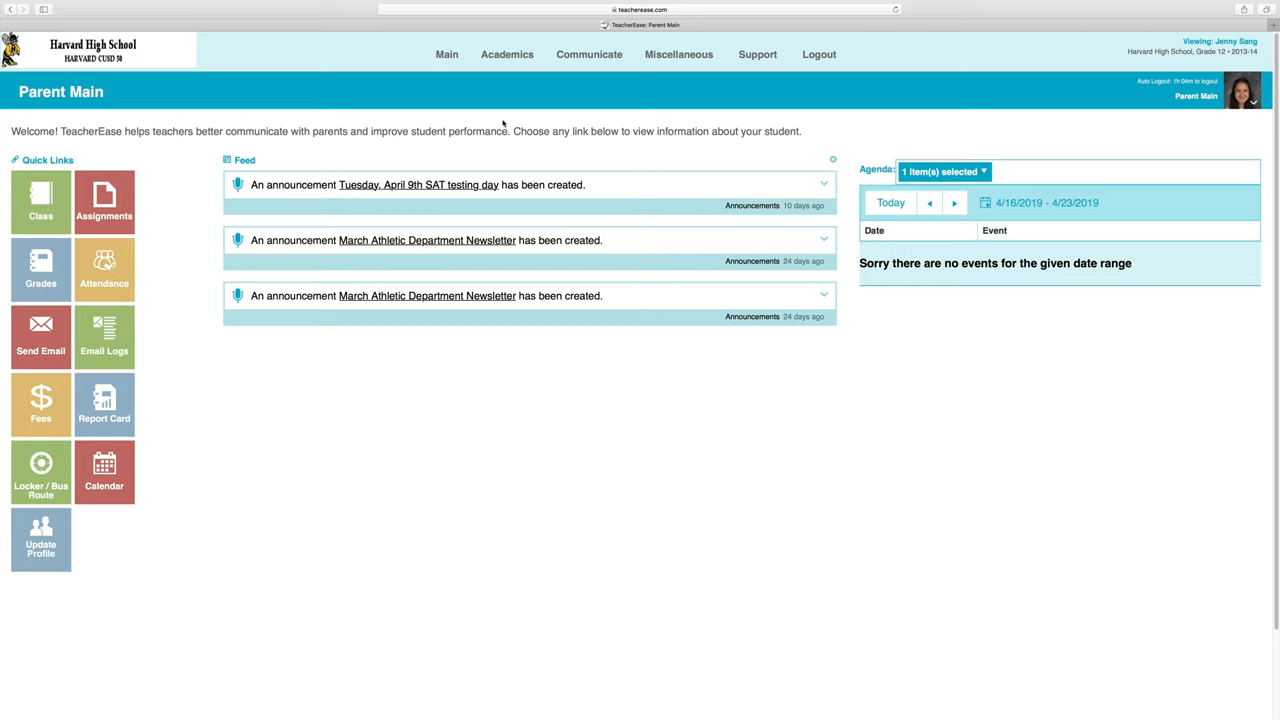 teacherease.com
TeacherEase: Parent Main
Harvard High School
HARVARD CUSD 50
Main
Academics
Communicate
Miscellaneous
Support
Logout
Viewing: Jenny Sang
Harvard High School, Grade 12 • 2013-14
Parent Main
Auto Logout: 1h 04m to logout
Parent Main
Welcome! TeacherEase helps teachers better communicate with parents and improve student performance. Choose any link below to view information about your student.
Quick Links
Class
Assignments
Grades
Attendance
Send Email
Email Logs
Fees
Report Card
Locker / Bus
Route
Calendar
Update
Profile
Feed
An announcement Tuesday, April 9th SAT testing day has been created.
Announcements 10 days ago
An announcement March Athletic Department Newsletter has been created.
Announcements 24 days ago
An announcement March Athletic Department Newsletter has been created.
Announcements 24 days ago
Agenda: 1 item(s) selected
Today
4/16/2019 - 4/23/2019
Date
Event
Sorry there are no events for the given date range